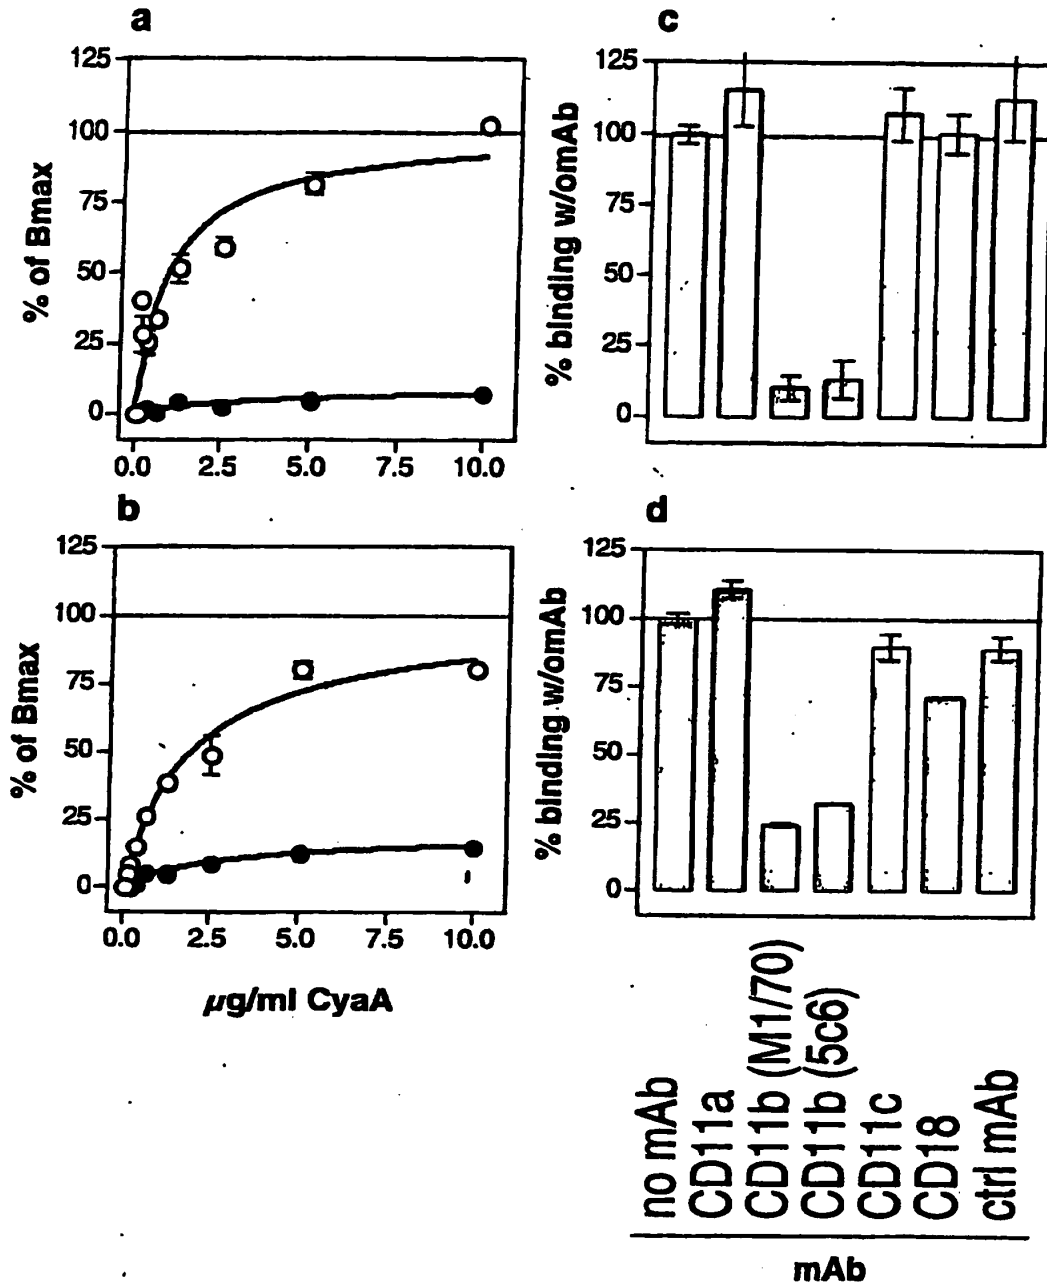 a
% of Bmax
125
100
75
50
25
0
0.0 2.5 5.0 7.5 10.0
c
% binding w/omAb
125
100
75
50
25
0
b
% of Bmax
125
100
75
50
25
0
0.0 2.5 5.0 7.5 10.0
µg/ml CyaA
d
% binding w/omAb
125
100
75
50
25
0
no mAb
CD11a
CD11b (M1/70)
CD11b (5c6)
CD11c
CD18
ctrl mAb
mAb